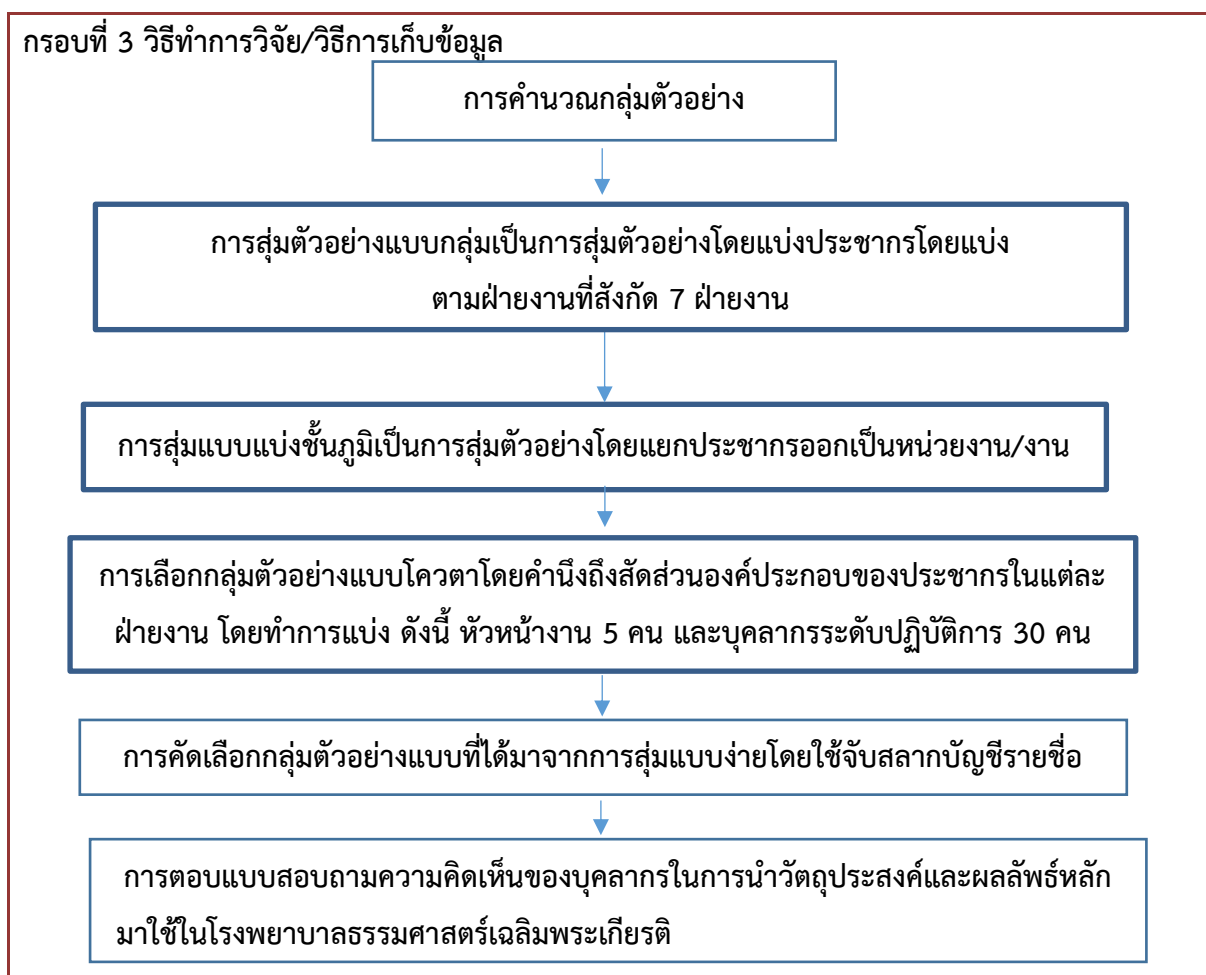 กรอบที่ 3 วิธีทำการวิจัย/วิธีการเก็บข้อมูล
การคำนวณกลุ่มตัวอย่าง
การสุ่มตัวอย่างแบบกลุ่มเป็นการสุ่มตัวอย่างโดยแบ่งประชากรโดยแบ่ง
ตามฝ่ายงานที่สังกัด 7 ฝ่ายงาน
การสุ่มแบบแบ่งชั้นภูมิเป็นการสุ่มตัวอย่างโดยแยกประชากรออกเป็นหน่วยงาน/งาน
การเลือกกลุ่มตัวอย่างแบบโควตาโดยคำนึงถึงสัดส่วนองค์ประกอบของประชากรในแต่ละ
ฝ่ายงาน โดยทำการแบ่ง ดังนี้ หัวหน้างาน 5 คน และบุคลากรระดับปฏิบัติการ 30 คน
การคัดเลือกกลุ่มตัวอย่างแบบที่ได้มาจากการสุ่มแบบง่ายโดยใช้จับสลากบัญชีรายชื่อ
การตอบแบบสอบถามความคิดเห็นของบุคลากรในการนำวัตถุประสงค์และผลลัพธ์หลัก
มาใช้ในโรงพยาบาลธรรมศาสตร์เฉลิมพระเกียรติ